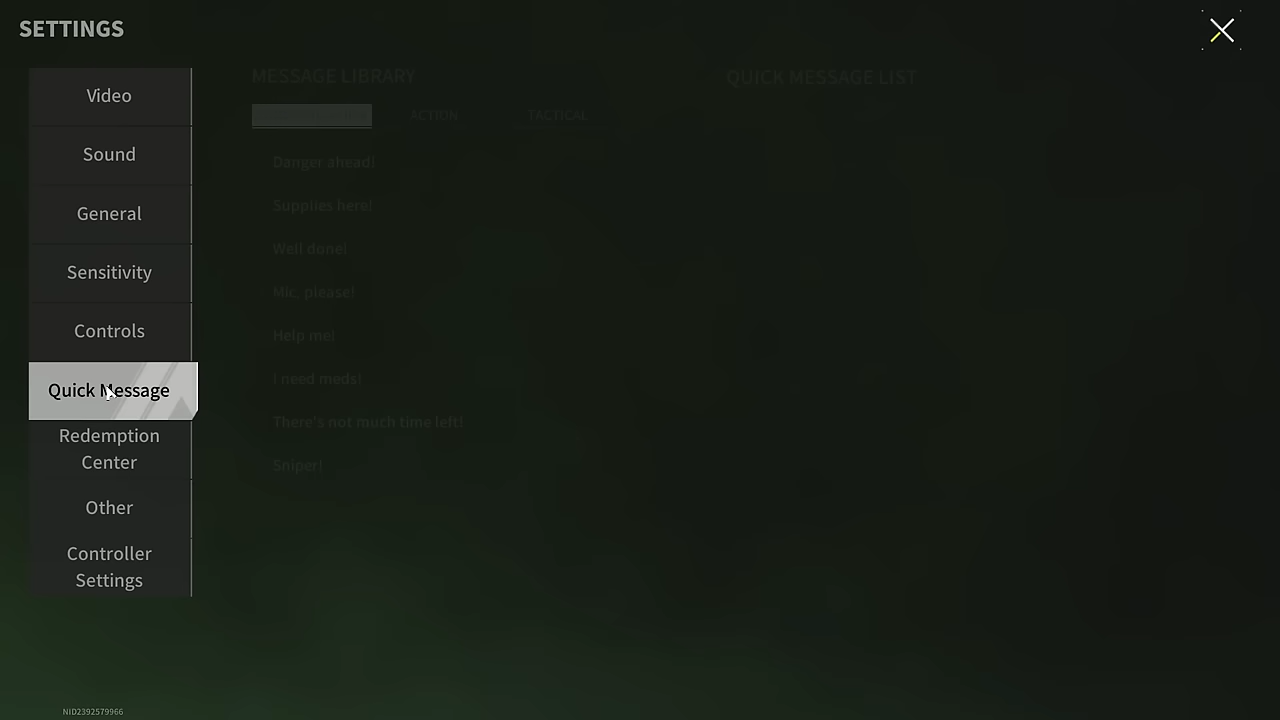 SETTINGS
Video
Sound
General
Sensitivity
Controls
Quick Message
Redemption
Center
Other
Controller
Settings
MESSAGE LIBRARY
ACTION
TACTICAL
Danger ahead!
Supplies here!
Well done!
Mic, please!
Help me!
I need meds!
There's not much time left!
Sniper!
QUICK MESSAGE LIST
NID2392579966